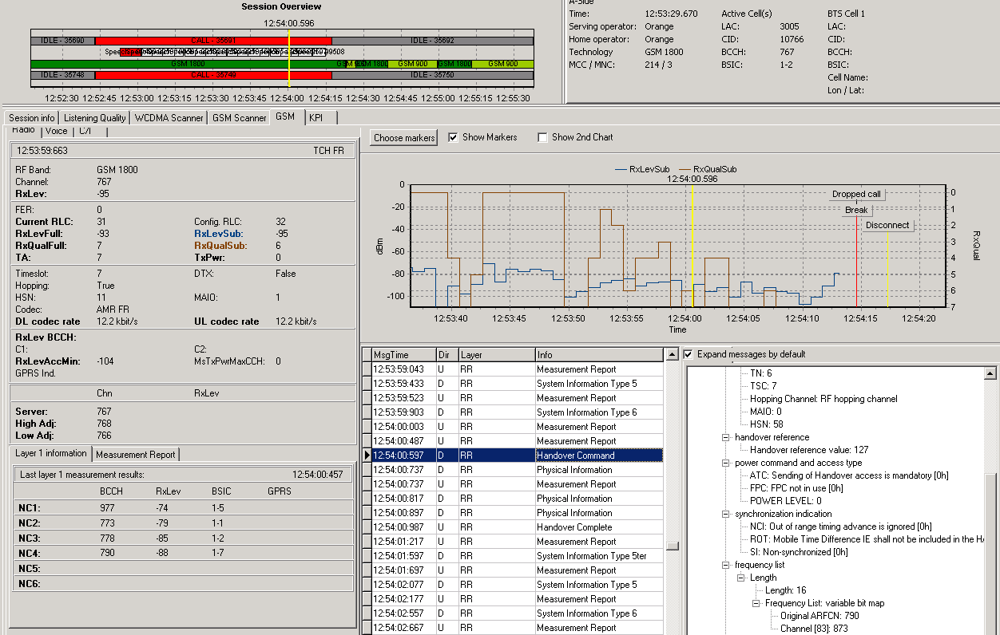 Session Overview
12:54:00.596
IDLE - 35690 CALL - 35691 IDLE - 35692
GSM 1800 GSM 1800 GSM 900 GSM 1800 GSM 900
IDLE - 35748 CALL - 35749 IDLE - 35750
12:52:30 12:52:45 12:53:00 12:53:15 12:53:30 12:53:45 12:54:00 12:54:15 12:54:30 12:54:45 12:55:00 12:55:15 12:55:30
A-Side
Time: 12:53:29.670 Active Cell(s) BTS Cell 1
Serving operator: Orange LAC: 3005 LAC:
Home operator: Orange CID: 10766 CID:
Technology GSM 1800 BCCH: 767 BCCH:
MCC / MNC: 214 / 3 BSIC: 1-2 BSIC:
Cell Name:
Lon / Lat:
Session info Listening Quality WCDMA Scanner GSM Scanner GSM KPI
Radio Voice C/I
12:53:59:663 TCH FR
RF Band: GSM 1800
Channel: 767
RxLev: -95
FER: 0
Current RLC: 31 Config. RLC: 32
RxLevFull: -93 RxLevSub: -95
RxQualFull: 7 RxQualSub: 6
TA: 7 TxPwr: 0
Timeslot: 7 DTX: False
Hopping: True
HSN: 11 MAIO: 1
Codec: AMR FR
DL codec rate 12.2 kbit/s UL codec rate 12.2 kbit/s
RxLev BCCH:
C1: C2:
RxLevAccMin: -104 MsTxPwrMaxCCH: 0
GPRS Ind.
Chn RxLev
Server: 767
High Adj: 768
Low Adj: 766
Layer 1 information Measurement Report
Last layer 1 measurement results: 12:54:00:457
BCCH RxLev BSIC GPRS
NC1: 977 -74 1-5
NC2: 773 -79 1-1
NC3: 778 -85 1-2
NC4: 790 -88 1-7
NC5:
NC6:
Choose markers Show Markers Show 2nd Chart
RxLevSub RxQualSub
12:54:00.596
0 0
Dropped call
-20 1
Break
-40 2
Disconnect
dBm
-60 3
RxQual
4
-80 5
6
-100
7
12:53:40 12:53:45 12:53:50 12:53:55 12:54:00 12:54:05 12:54:10 12:54:15 12:54:20
Time
MsgTime Dir Layer Info
12:53:59:043 U RR Measurement Report
12:53:59:433 D RR System Information Type 5
12:53:59:523 U RR Measurement Report
12:53:59:903 D RR System Information Type 6
12:54:00:003 U RR Measurement Report
12:54:00:487 U RR Measurement Report
12:54:00:597 D RR Handover Command
12:54:00:737 D RR Physical Information
12:54:00:737 U RR Measurement Report
12:54:00:817 D RR Physical Information
12:54:00:897 D RR Physical Information
12:54:00:987 U RR Handover Complete
12:54:01:217 U RR Measurement Report
12:54:01:597 D RR System Information Type 5ter
12:54:01:697 U RR Measurement Report
12:54:02:077 D RR System Information Type 5
12:54:02:177 U RR Measurement Report
12:54:02:557 D RR System Information Type 6
12:54:02:667 U RR Measurement Report
Expand messages by default
TN: 6
TSC: 7
Hopping Channel: RF hopping channel
MAIO: 0
HSN: 58
handover reference
Handover reference value: 127
power command and access type
ATC: Sending of Handover access is mandatory [0h]
FPC: FPC not in use [0h]
POWER LEVEL: 0
synchronization indication
NCI: Out of range timing advance is ignored [0h]
ROT: Mobile Time Difference IE shall not be included in the
SI: Non-synchronized [0h]
frequency list
Length
Length: 16
Frequency List: variable bit map
Original ARFCN: 790
Channel [83]: 873